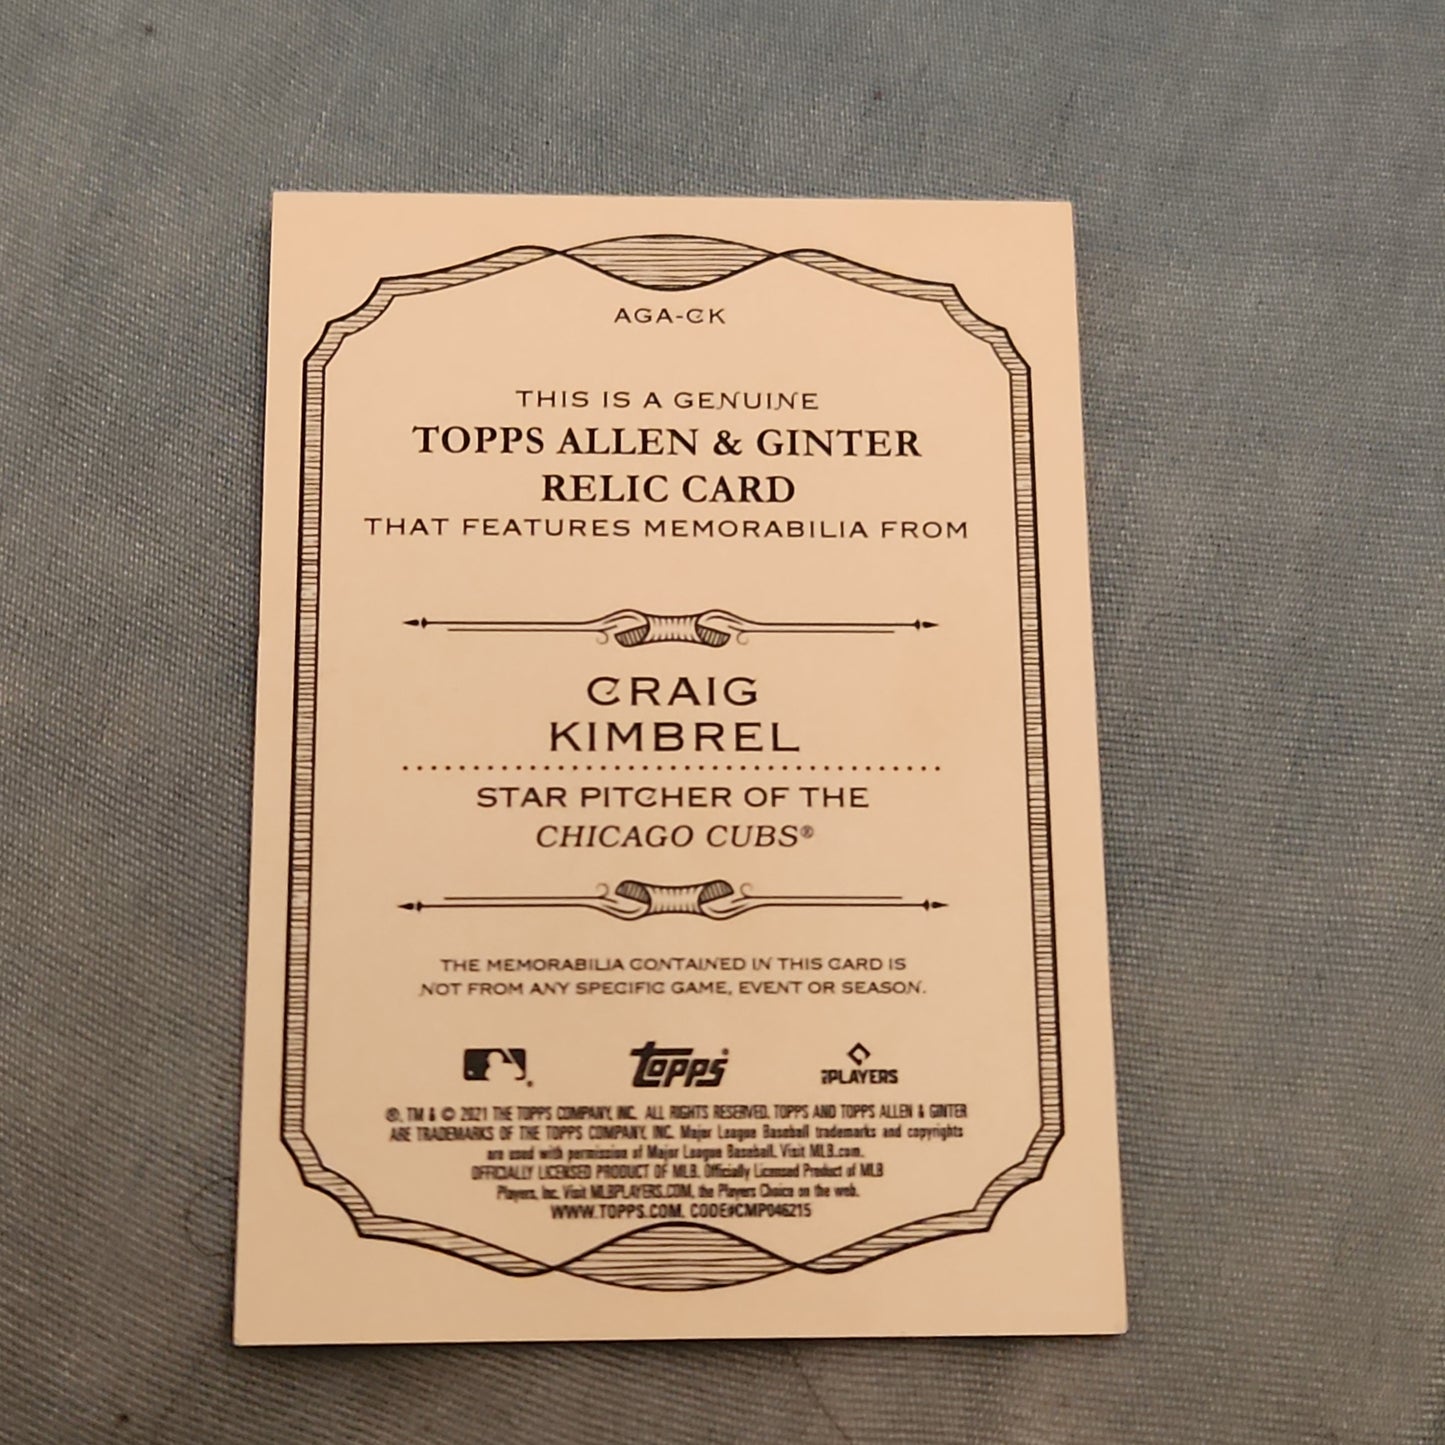 AGA-CK
THIS IS A GENUINE
TOPPS ALLEN & GINTER
RELIC CARD
THAT FEATURES MEMORABILIA FROM
CRAIG
KIMBREL
STAR PITCHER OF THE
CHICAGO CUBS®
THE MEMORABILIA CONTAINED IN THIS CARD IS
NOT FROM ANY SPECIFIC GAME, EVENT OR SEASON.
topps
PLAYERS
®, TM & © 2021 THE TOPPS COMPANY, INC. ALL RIGHTS RESERVED. TOPPS AND TOPPS ALLEN & GINTER
ARE TRADEMARKS OF THE TOPPS COMPANY, INC. Major League Baseball trademarks and copyrights
are used with permission of Major League Baseball. Visit MLB.com.
OFFICIALLY LICENSED PRODUCT OF MLB. Officially Licensed Product of MLB
Players, Inc. Visit MLBPLAYERS.COM, the Players Choice on the web.
WWW.TOPPS.COM. CODE#CMP046215